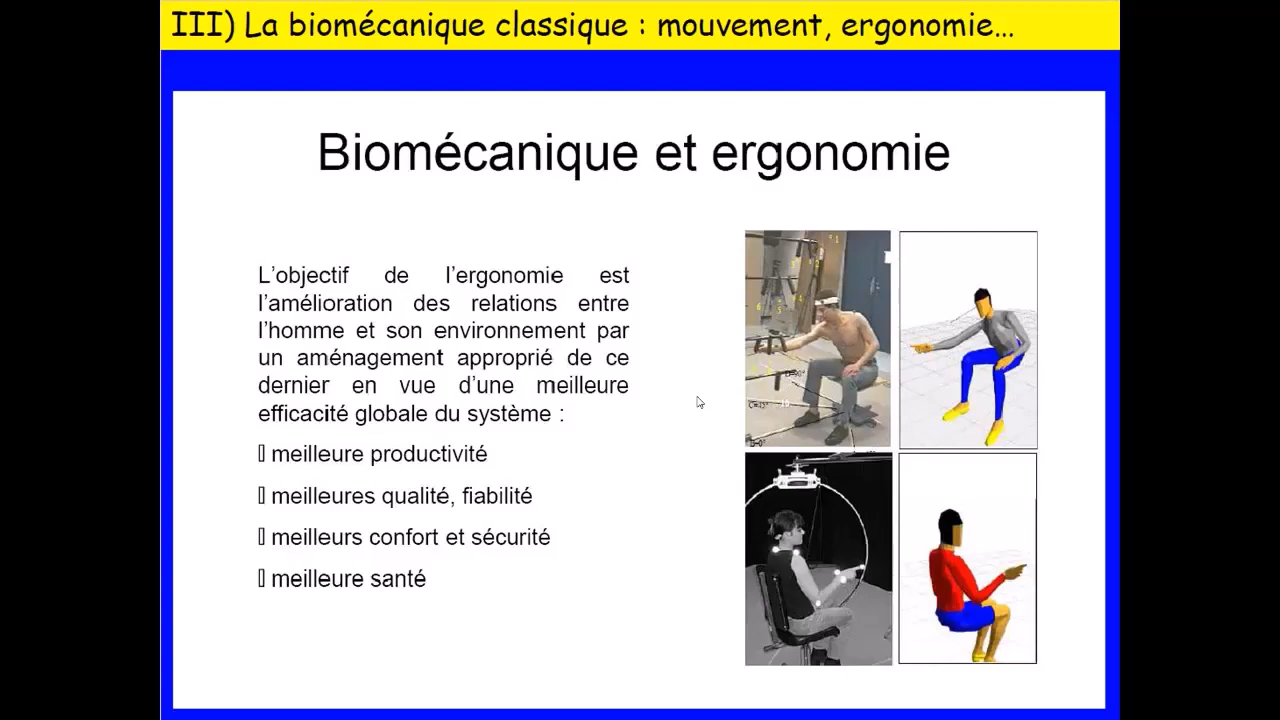 III) La biomécanique classique : mouvement, ergonomie...
Biomécanique et ergonomie
L'objectif de l'ergonomie est
l'amélioration des relations entre
l'homme et son environnement par
un aménagement approprié de ce
dernier en vue d'une meilleure
efficacité globale du système :
meilleure productivité
meilleures qualité, fiabilité
meilleurs confort et sécurité
meilleure santé